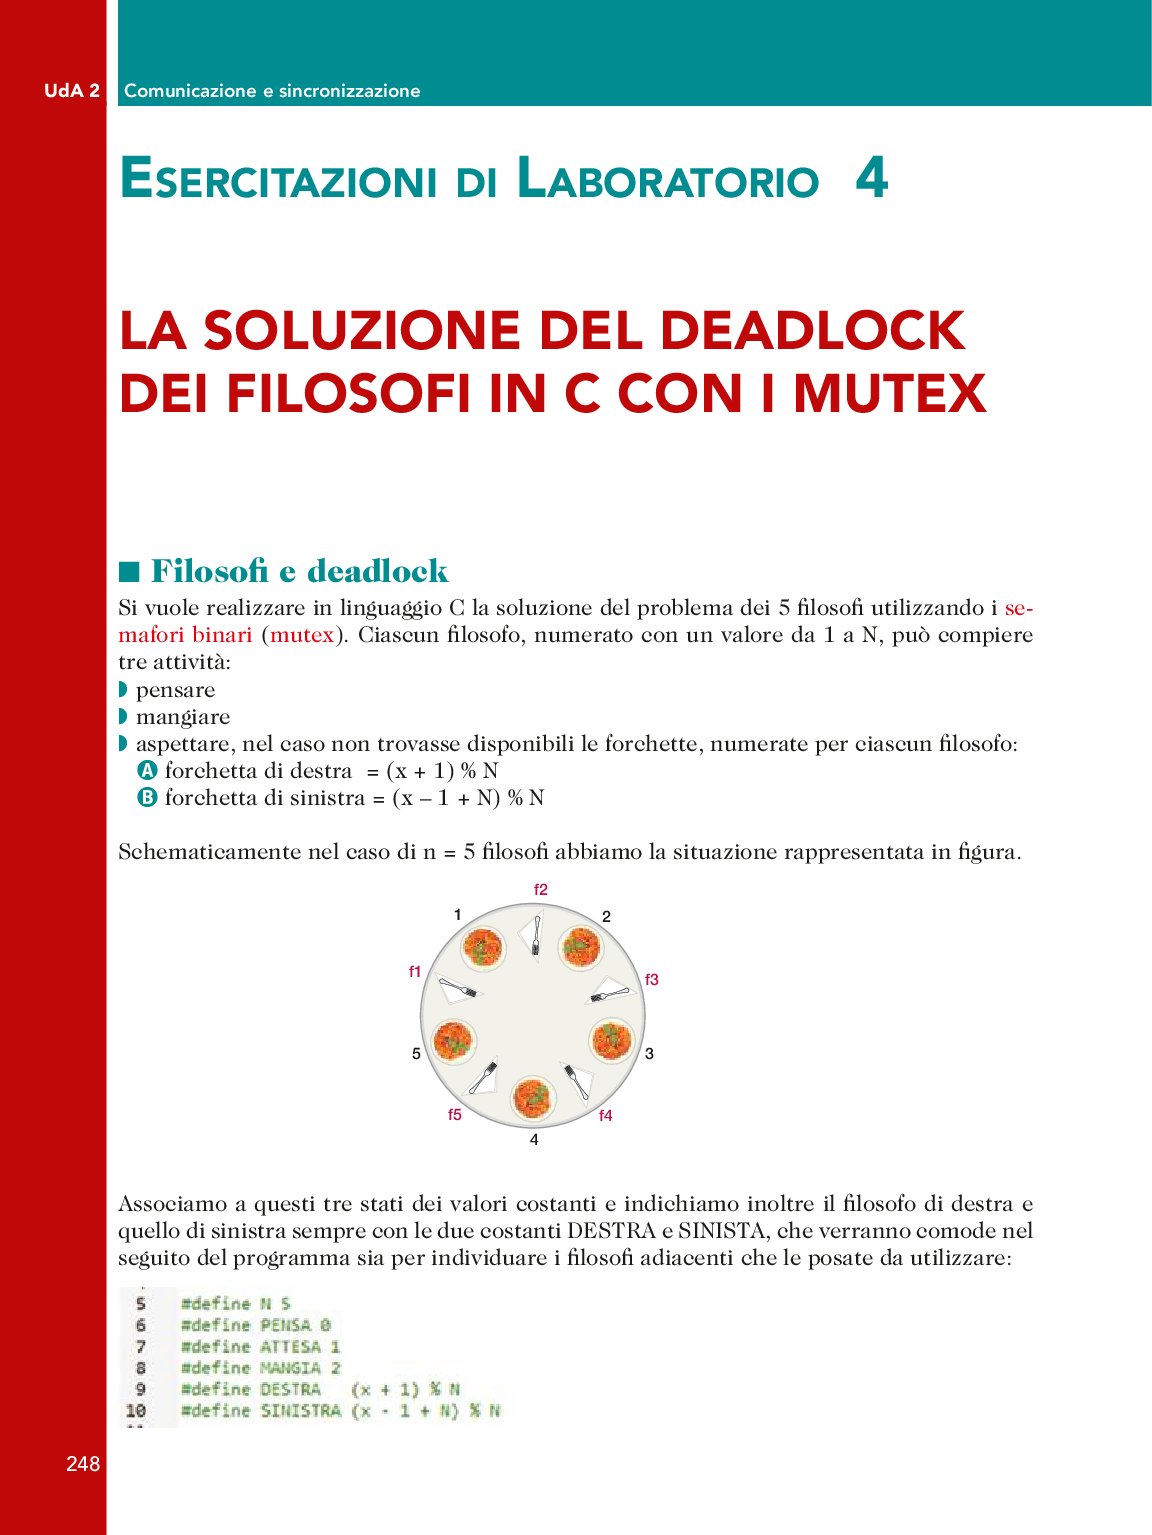 UdA 2 Comunicazione e sincronizzazione
ESERCITAZIONI DI LABORATORIO 4
LA SOLUZIONE DEL DEADLOCK
DEI FILOSOFI IN C CON I MUTEX
■ Filosofi e deadlock
Si vuole realizzare in linguaggio C la soluzione del problema dei 5 filosofi utilizzando i se-
mafori binari (mutex). Ciascun filosofo, numerato con un valore da 1 a N, può compiere
tre attività:
◗ pensare
◗ mangiare
◗ aspettare, nel caso non trovasse disponibili le forchette, numerate per ciascun filosofo:
A forchetta di destra = (x + 1) % N
B forchetta di sinistra = (x – 1 + N) % N
Schematicamente nel caso di n = 5 filosofi abbiamo la situazione rappresentata in figura.
f2
1
2
f1
f3
5
3
f5
f4
4
Associamo a questi tre stati dei valori costanti e indichiamo inoltre il filosofo di destra e
quello di sinistra sempre con le due costanti DESTRA e SINISTA, che verranno comode nel
seguito del programma sia per individuare i filosofi adiacenti che le posate da utilizzare:
5 #define N 5
6 #define PENSA 0
7 #define ATTESA 1
8 #define MANGIA 2
9 #define DESTRA (x + 1) % N
10 #define SINISTRA (x - 1 + N) % N
248